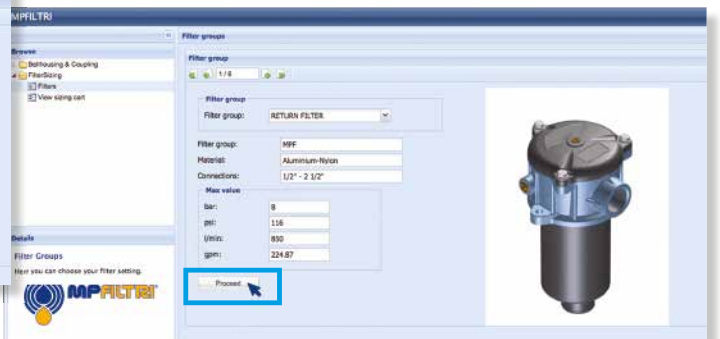 MPFILTRI
Filter groups
Browse
Bellhousing & Coupling
FilterSizing
Filters
View sizing cart
Filter group
1/6
Filter group
Filter group: RETURN FILTER
Filter group: MPF
Material: Aluminium-Nylon
Connections: 1/2" - 2 1/2"
Max value
bar: 8
psi: 116
l/min: 850
gpm: 224.87
Proceed
Details
Filter Groups
Here you can choose your filter setting.
MPFILTRI